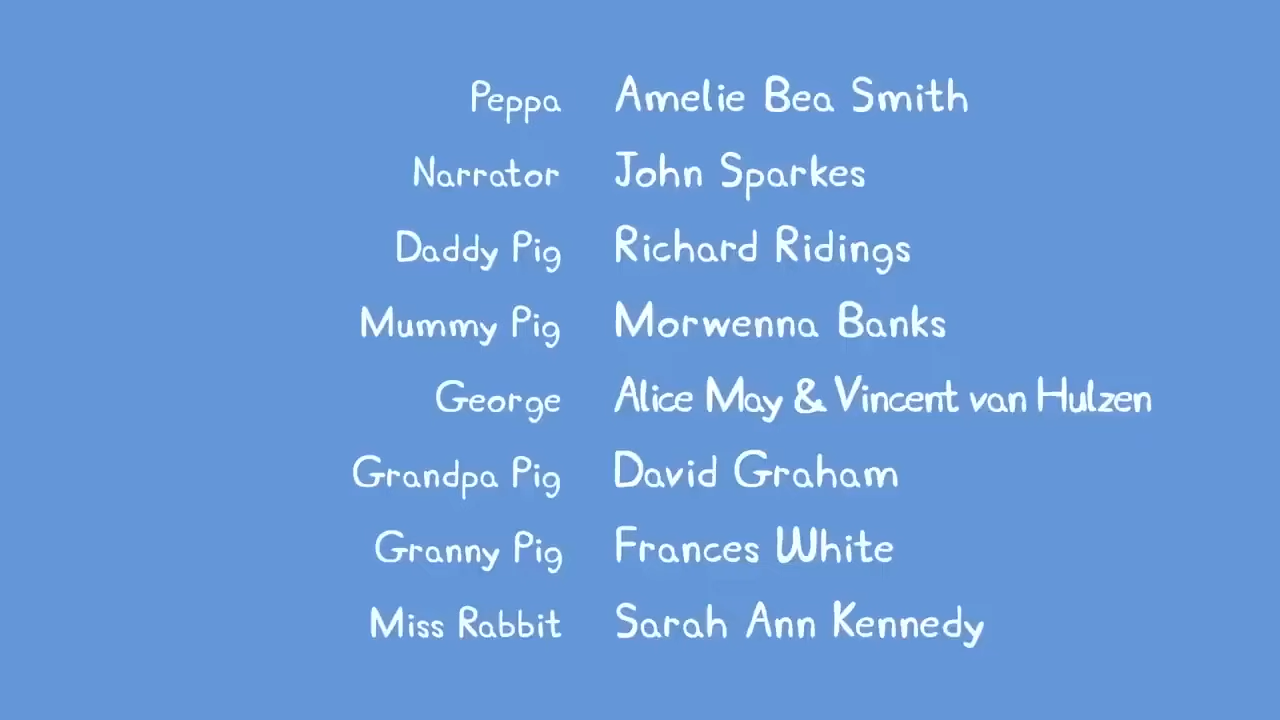 Peppa Amelie Bea Smith
Narrator John Sparkes
Daddy Pig Richard Ridings
Mummy Pig Morwenna Banks
George Alice May & Vincent van Hulzen
Grandpa Pig David Graham
Granny Pig Frances White
Miss Rabbit Sarah Ann Kennedy